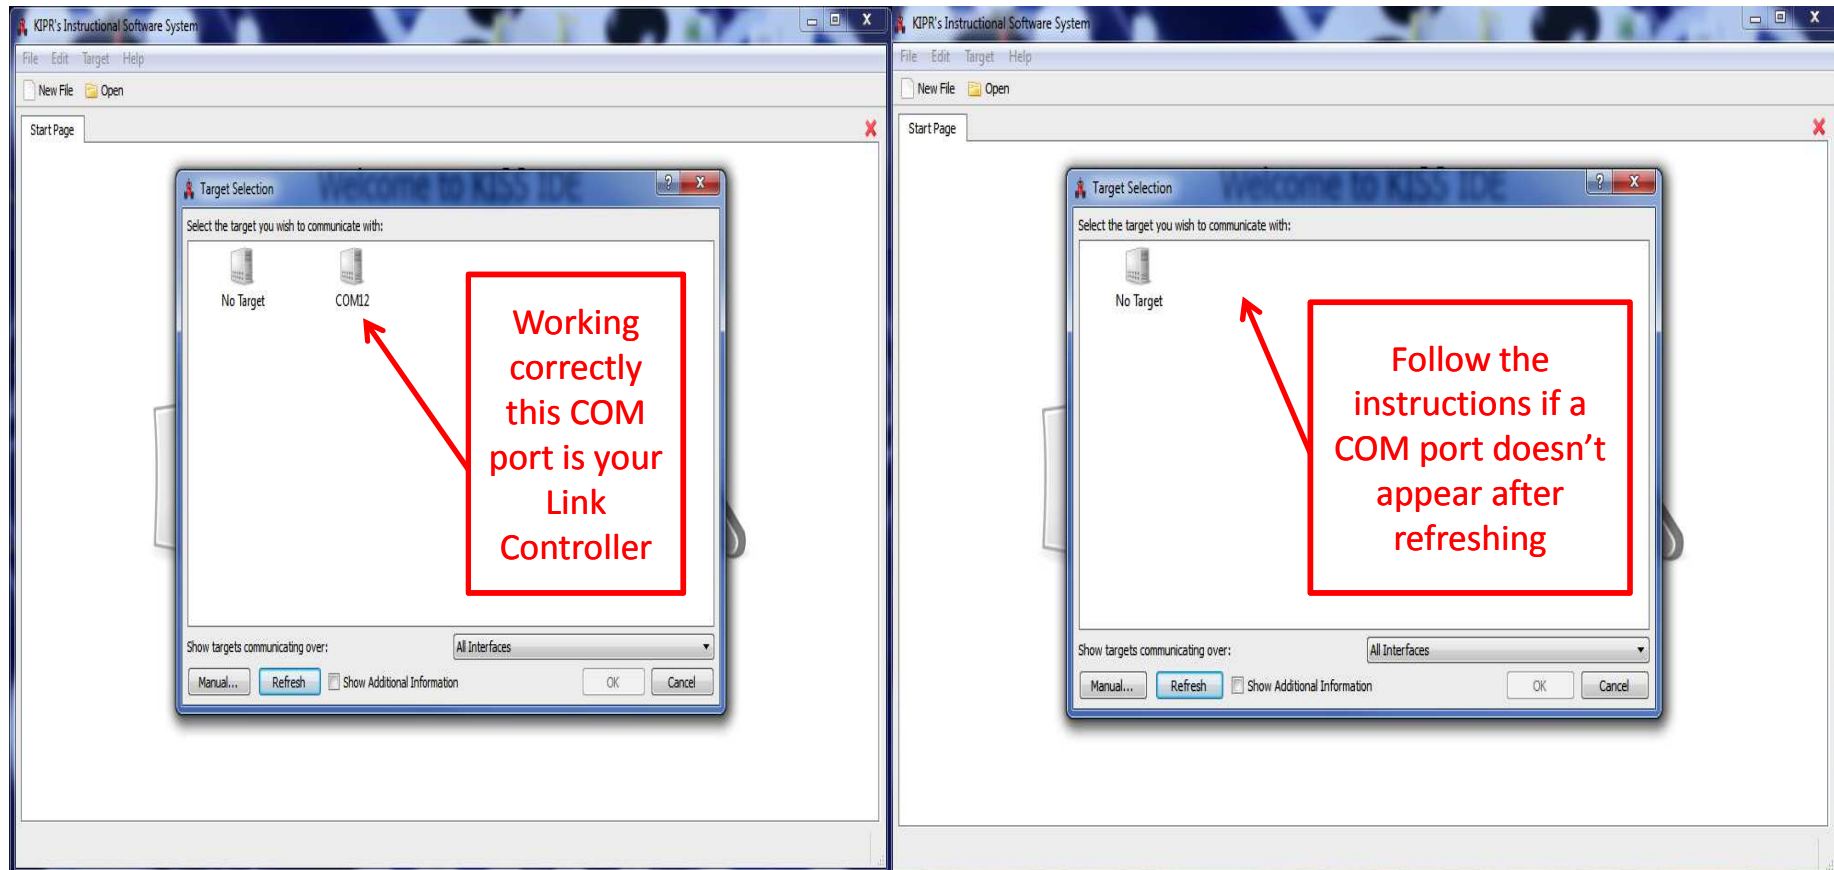 KIPR's Instructional Software System
File Edit Target Help
New File Open
Start Page
Welcome to KISS IDE
Target Selection
Select the target you wish to communicate with:
No Target COM12
Working
correctly
this COM
port is your
Link
Controller
Show targets communicating over: All Interfaces
Manual... Refresh Show Additional Information OK Cancel
KIPR's Instructional Software System
File Edit Target Help
New File Open
Start Page
Welcome to KISS IDE
Target Selection
Select the target you wish to communicate with:
No Target
Follow the
instructions if a
COM port doesn't
appear after
refreshing
Show targets communicating over: All Interfaces
Manual... Refresh Show Additional Information OK Cancel